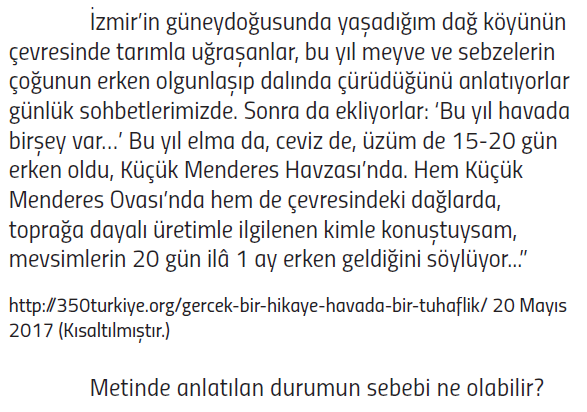 İzmir’in güneydoğusunda yaşadığım dağ köyünün
çevresinde tarımla uğraşanlar, bu yıl meyve ve sebzelerin
çoğunun erken olgunlaşıp dalında çürüdüğünü anlatıyorlar
günlük sohbetlerimizde. Sonra da ekliyorlar: ‘Bu yıl havada
birşey var...’ Bu yıl elma da, ceviz de, üzüm de 15-20 gün
erken oldu, Küçük Menderes Havzası’nda. Hem Küçük
Menderes Ovası’nda hem de çevresindeki dağlarda,
toprağa dayalı üretimle ilgilenen kimle konuştuysam,
mevsimlerin 20 gün ilâ 1 ay erken geldiğini söylüyor...”
http://350turkiye.org/gercek-bir-hikaye-havada-bir-tuhaflik/ 20 Mayıs
2017 (Kısaltılmıştır.)
Metinde anlatılan durumun sebebi ne olabilir?